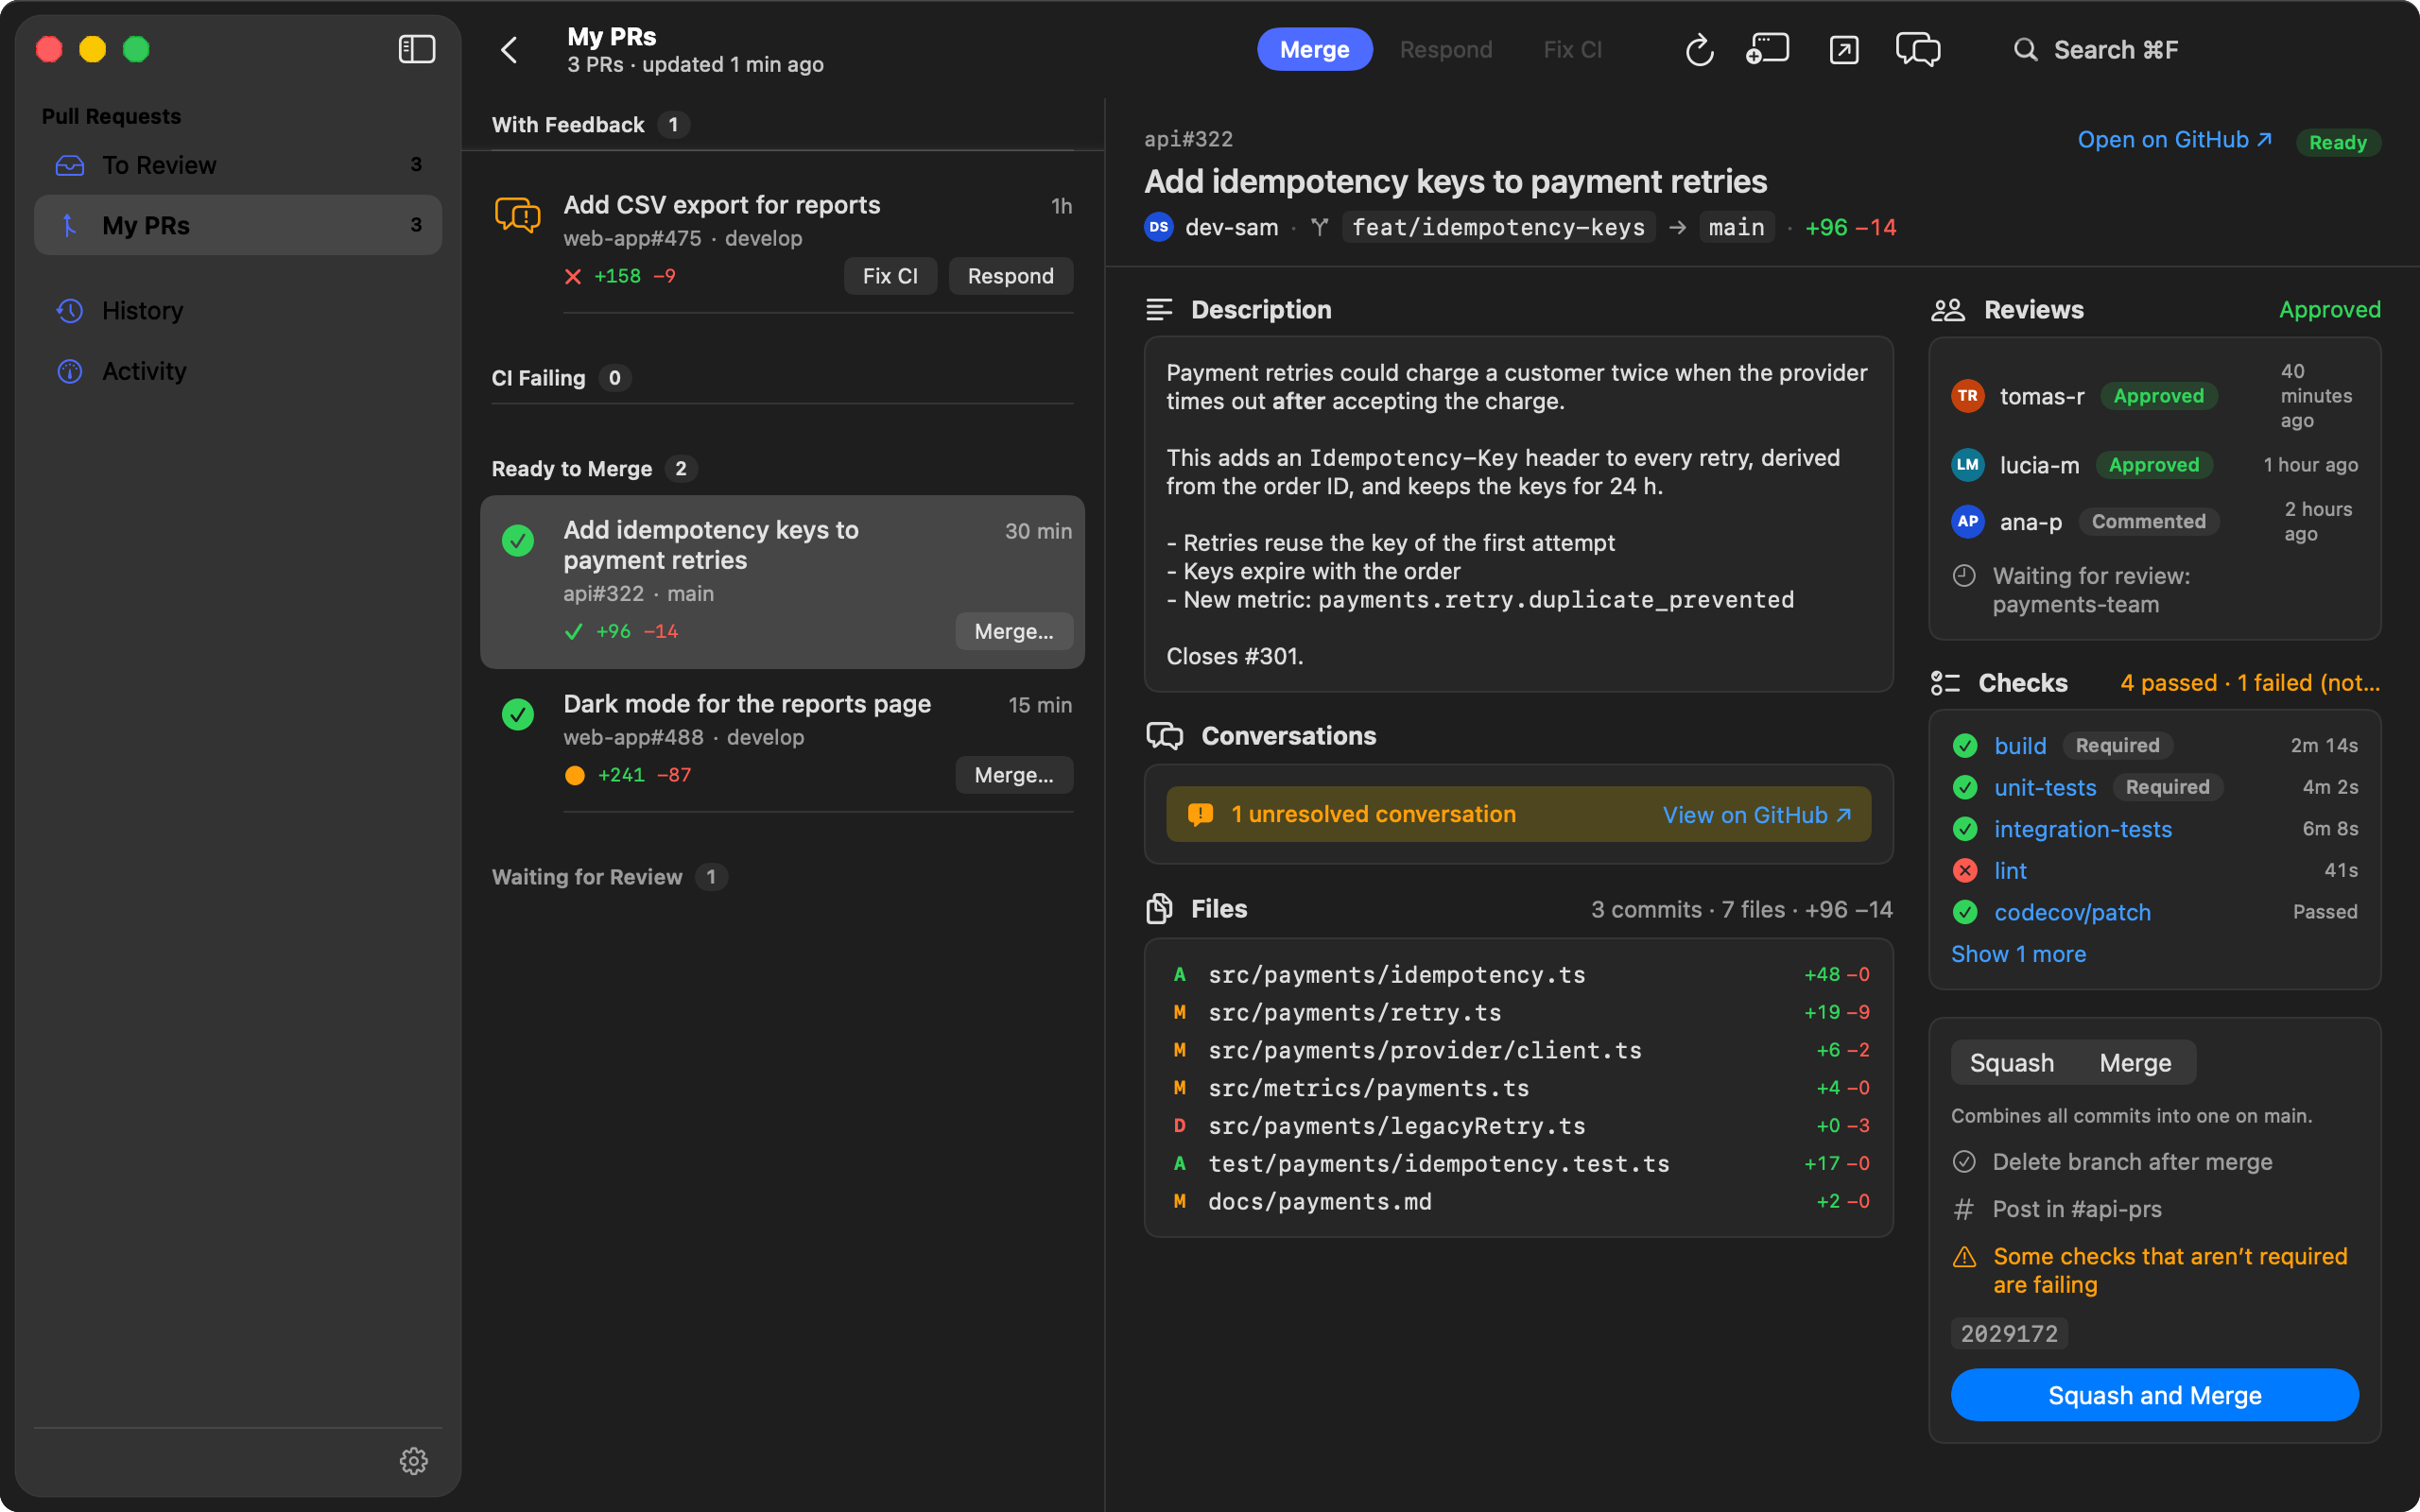 Pull Requests
To Review 3
My PRs 3
History
Activity
My PRs
3 PRs · updated 1 min ago
Merge Respond Fix CI
Search ⌘F
With Feedback 1
Add CSV export for reports 1h
web-app#475 · develop
+158 −9 Fix CI Respond
CI Failing 0
Ready to Merge 2
Add idempotency keys to 30 min
payment retries
api#322 · main
+96 −14 Merge...
Dark mode for the reports page 15 min
web-app#488 · develop
+241 −87 Merge...
Waiting for Review 1
api#322
Open on GitHub ↗ Ready
Add idempotency keys to payment retries
DS dev-sam · feat/idempotency-keys → main · +96 −14
Description
Payment retries could charge a customer twice when the provider
times out after accepting the charge.
This adds an Idempotency-Key header to every retry, derived
from the order ID, and keeps the keys for 24 h.
- Retries reuse the key of the first attempt
- Keys expire with the order
- New metric: payments.retry.duplicate_prevented
Closes #301.
Conversations
1 unresolved conversation View on GitHub ↗
Files 3 commits · 7 files · +96 −14
A src/payments/idempotency.ts +48 −0
M src/payments/retry.ts +19 −9
M src/payments/provider/client.ts +6 −2
M src/metrics/payments.ts +4 −0
D src/payments/legacyRetry.ts +0 −3
A test/payments/idempotency.test.ts +17 −0
M docs/payments.md +2 −0
Reviews Approved
TR tomas-r Approved 40
minutes
ago
LM lucia-m Approved 1 hour ago
AP ana-p Commented 2 hours
ago
Waiting for review:
payments-team
Checks 4 passed · 1 failed (not...
build Required 2m 14s
unit-tests Required 4m 2s
integration-tests 6m 8s
lint 41s
codecov/patch Passed
Show 1 more
Squash Merge
Combines all commits into one on main.
Delete branch after merge
# Post in #api-prs
Some checks that aren’t required
are failing
2029172
Squash and Merge